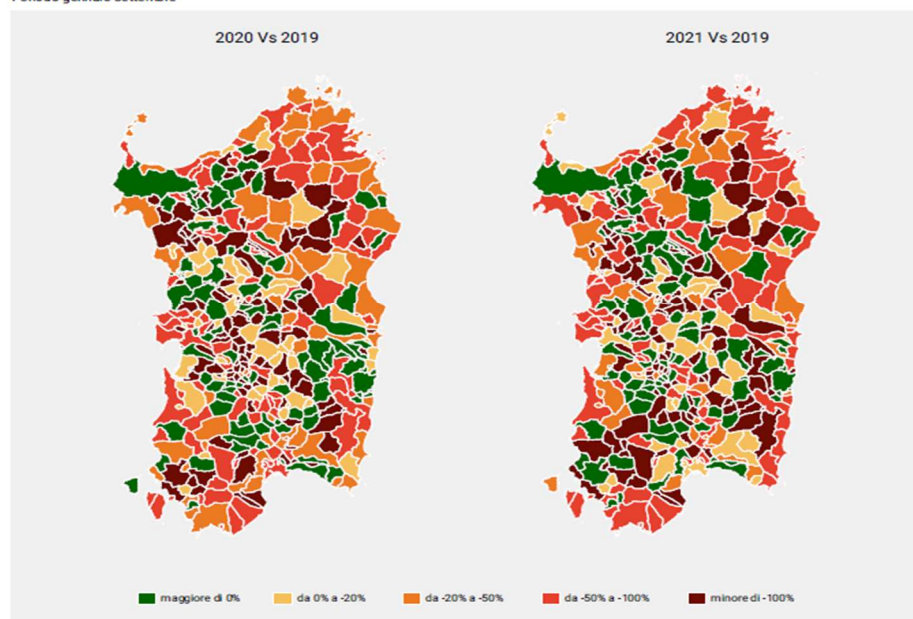 2020 Vs 2019
2021 Vs 2019
maggiore di 0%
da 0% a -20%
da -20% a -50%
da -50% a -100%
minore di -100%